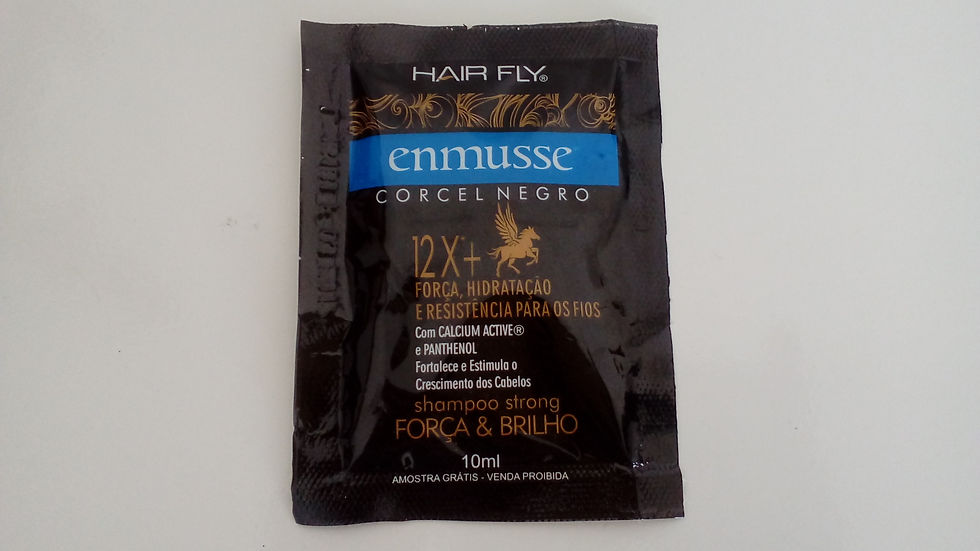 HAIR FLY®
enmusse
CORCEL NEGRO
12X+
FORÇA, HIDRATAÇÃO
E RESISTÊNCIA PARA OS FIOS
Com CALCIUM ACTIVE®
e PANTHENOL
Fortalece e Estimula o
Crescimento dos Cabelos
shampoo strong
FORÇA & BRILHO
10ml
AMOSTRA GRÁTIS - VENDA PROIBIDA